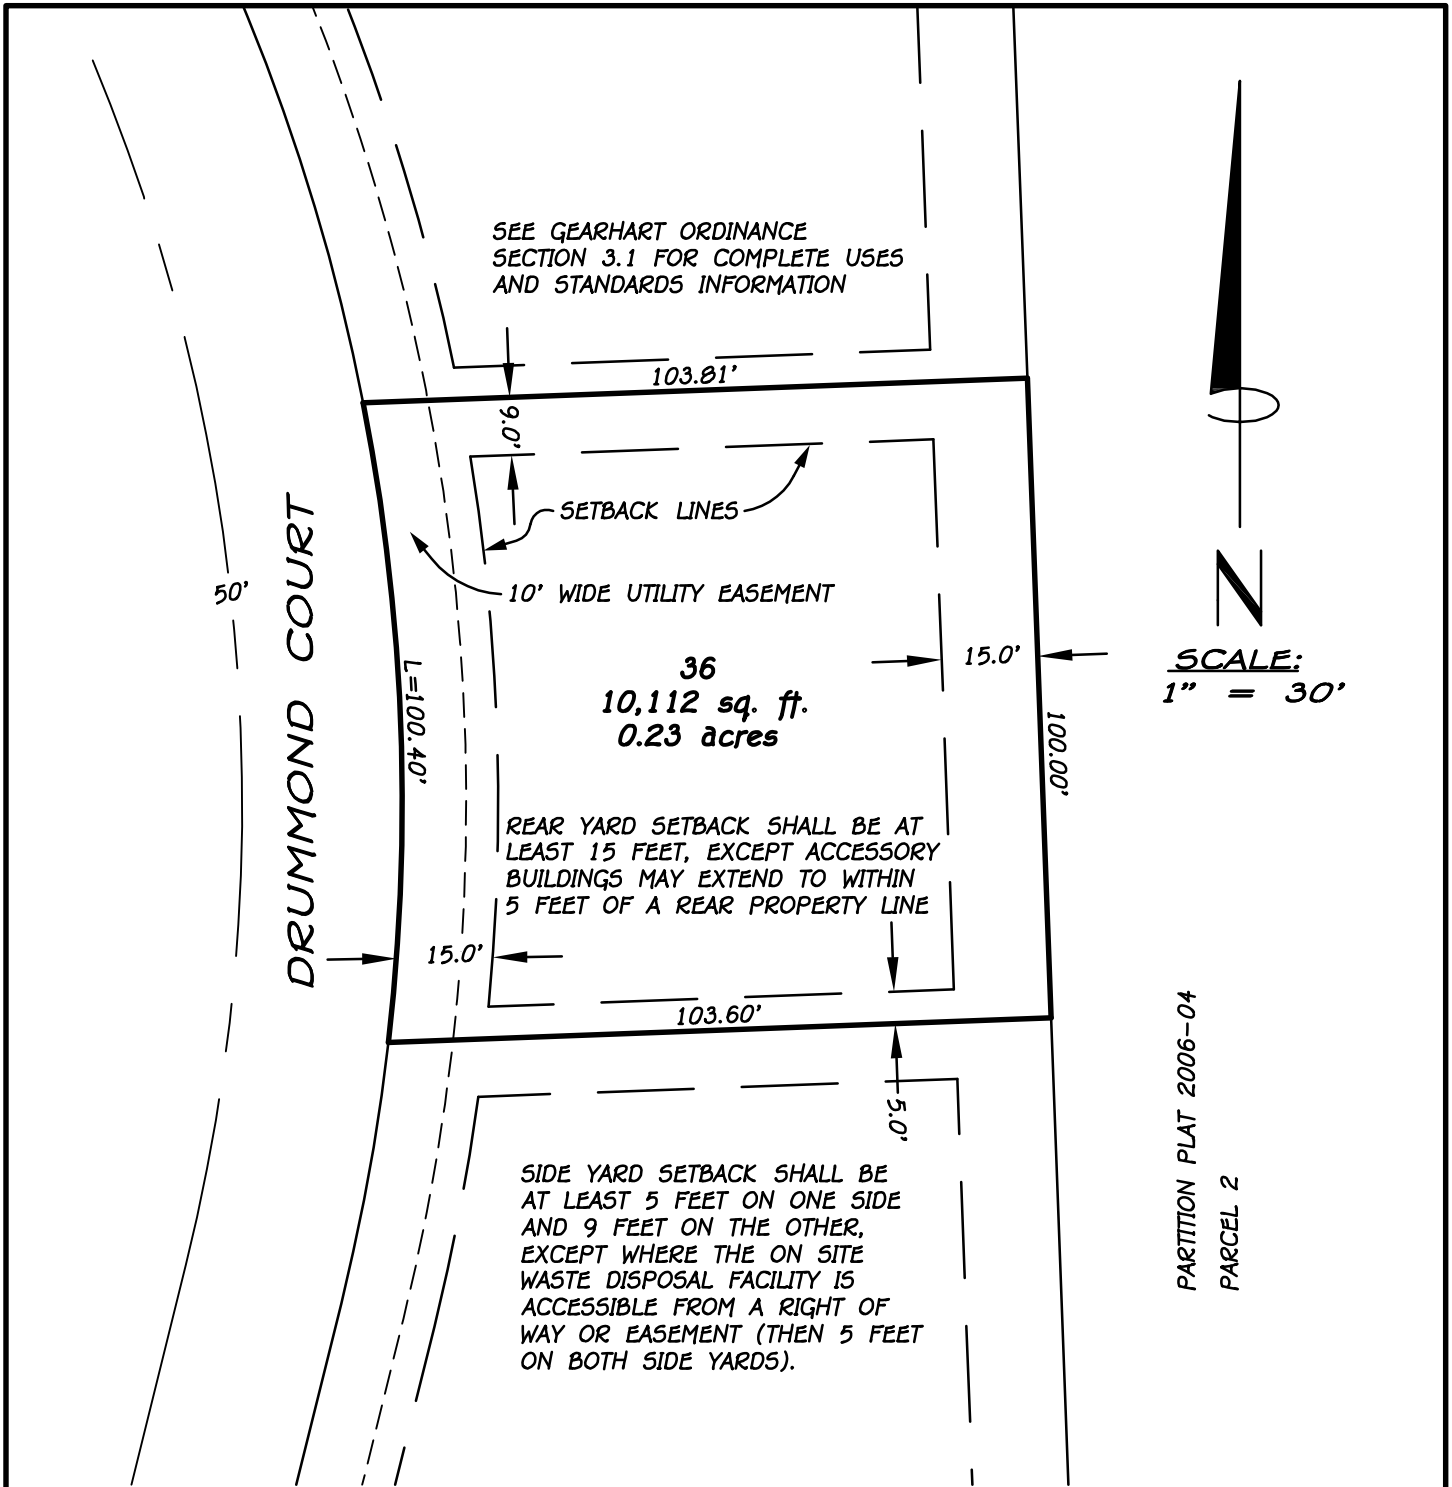 SEE GEARHART ORDINANCE
SECTION 3.1 FOR COMPLETE USES
AND STANDARDS INFORMATION
103.81'
9.0'
SETBACK LINES
10' WIDE UTILITY EASEMENT
50'
DRUMMOND COURT
L=100.40'
36
10,112 sq. ft.
0.23 acres
15.0'
100.00'
N
SCALE:
1" = 30'
REAR YARD SETBACK SHALL BE AT
LEAST 15 FEET, EXCEPT ACCESSORY
BUILDINGS MAY EXTEND TO WITHIN
5 FEET OF A REAR PROPERTY LINE
15.0'
103.60'
5.0'
SIDE YARD SETBACK SHALL BE
AT LEAST 5 FEET ON ONE SIDE
AND 9 FEET ON THE OTHER,
EXCEPT WHERE THE ON SITE
WASTE DISPOSAL FACILITY IS
ACCESSIBLE FROM A RIGHT OF
WAY OR EASEMENT (THEN 5 FEET
ON BOTH SIDE YARDS).
PARTITION PLAT 2006-04
PARCEL 2